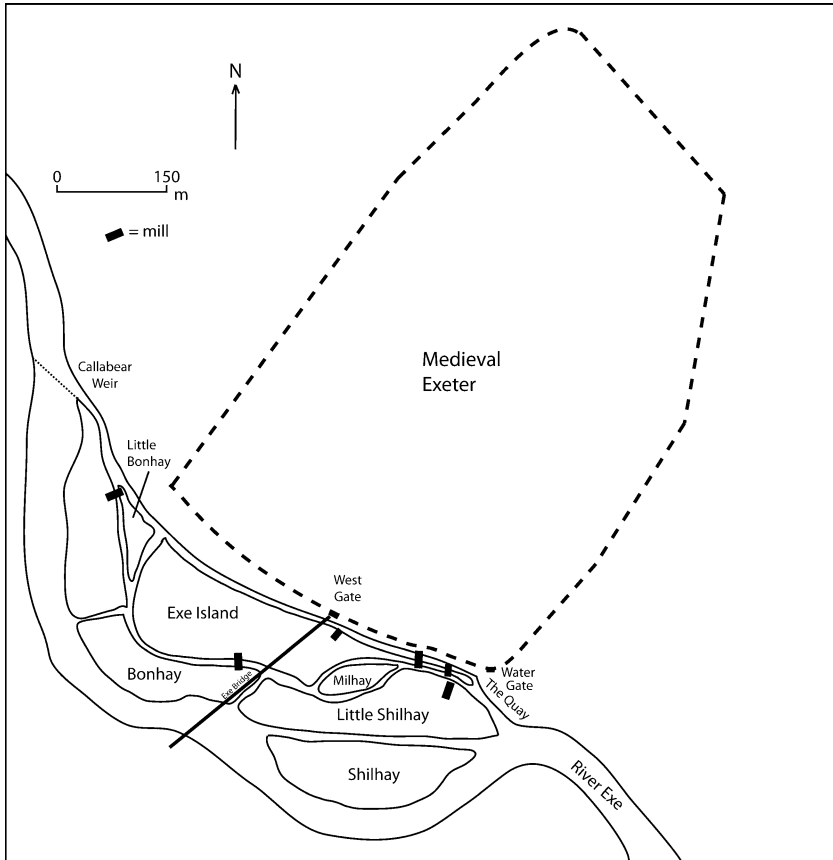 N
0 150
m
= mill
Medieval
Exeter
Callabear
Weir
Little
Bonhay
West
Gate
Exe Island
Bonhay
Exe Bridge
Milhay
Water
Gate
The Quay
Little Shilhay
Shilhay
River Exe